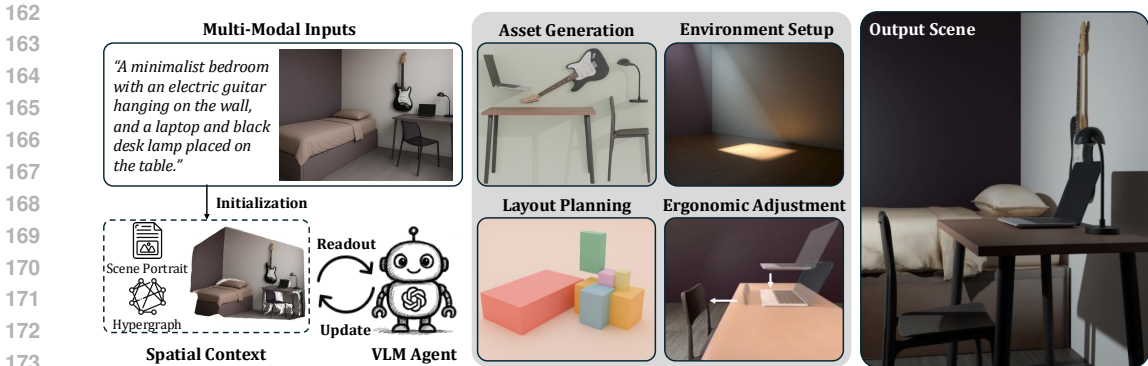 162
163
164
165
166
167
168
169
170
171
172
173
Multi-Modal Inputs
“A minimalist bedroom
with an electric guitar
hanging on the wall,
and a laptop and black
desk lamp placed on
the table.”
Initialization
Scene Portrait
Hypergraph
Spatial Context
Readout
Update
VLM Agent
Asset Generation
Environment Setup
Layout Planning
Ergonomic Adjustment
Output Scene